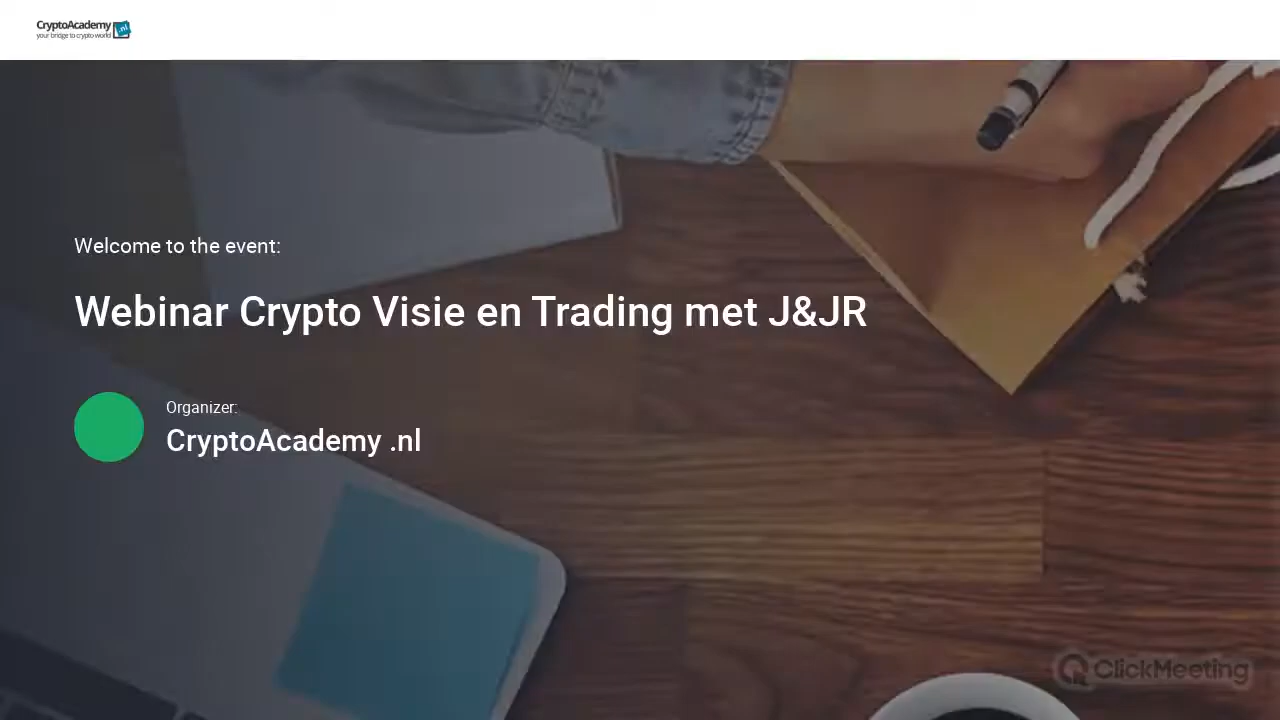 CryptoAcademy .nl
your bridge to crypto world
Welcome to the event:
Webinar Crypto Visie en Trading met J&JR
Organizer:
CryptoAcademy .nl
ClickMeeting